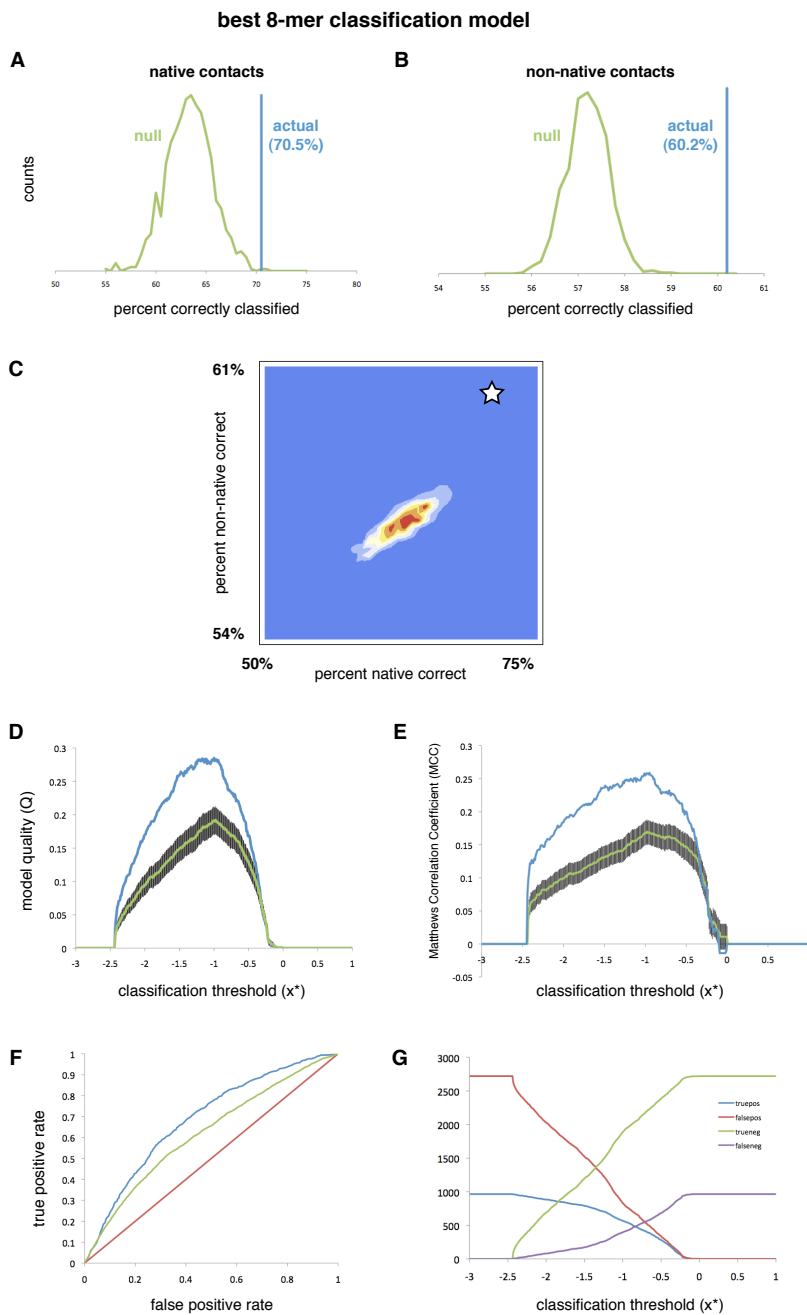 best 8-mer classification model
A
native contacts
null
actual
(70.5%)
counts
50 55 60 65 70 75 80
percent correctly classified
B
non-native contacts
null
actual
(60.2%)
54 55 56 57 58 59 60 61
percent correctly classified
C
61%
percent non-native correct
54%
50% 75%
percent native correct
D
model quality (Q)
0.3
0.25
0.2
0.15
0.1
0.05
0
-3 -2.5 -2 -1.5 -1 -0.5 0 0.5 1
classification threshold (x*)
E
Matthews Correlation Coefficient (MCC)
0.3
0.25
0.2
0.15
0.1
0.05
0
-0.05
-3 -2.5 -2 -1.5 -1 -0.5 0 0.5
classification threshold (x*)
F
true positive rate
1
0.9
0.8
0.7
0.6
0.5
0.4
0.3
0.2
0.1
0
0 0.2 0.4 0.6 0.8 1
false positive rate
G
3000
2500
2000
1500
1000
500
0
truepos
falsepos
trueneg
falseneg
-3 -2.5 -2 -1.5 -1 -0.5 0 0.5 1
classification threshold (x*)